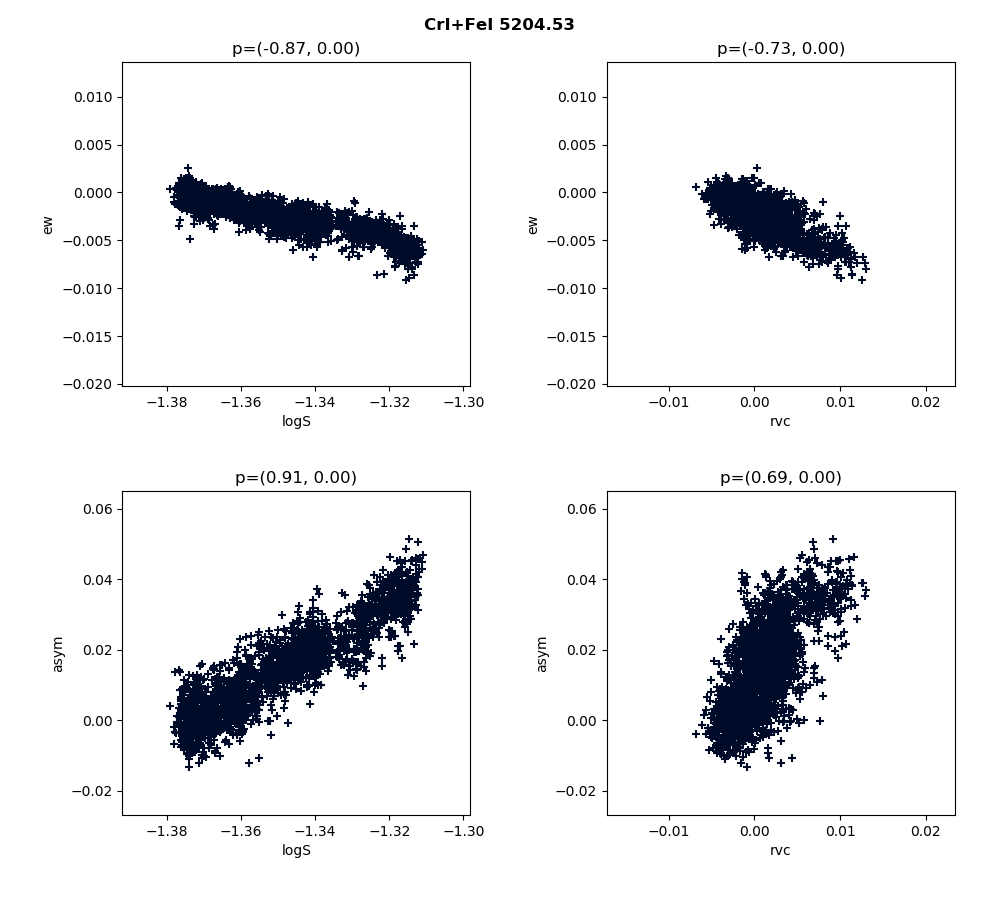 CrI+FeI 5204.53
p=(-0.87, 0.00)
0.010
0.005
0.000
−0.005
−0.010
−0.015
−0.020
ew
−1.38 −1.36 −1.34 −1.32 −1.30
logS
p=(-0.73, 0.00)
0.010
0.005
0.000
−0.005
−0.010
−0.015
−0.020
ew
−0.01 0.00 0.01 0.02
rvc
p=(0.91, 0.00)
0.06
0.04
0.02
0.00
−0.02
asym
−1.38 −1.36 −1.34 −1.32 −1.30
logS
p=(0.69, 0.00)
0.06
0.04
0.02
0.00
−0.02
asym
−0.01 0.00 0.01 0.02
rvc